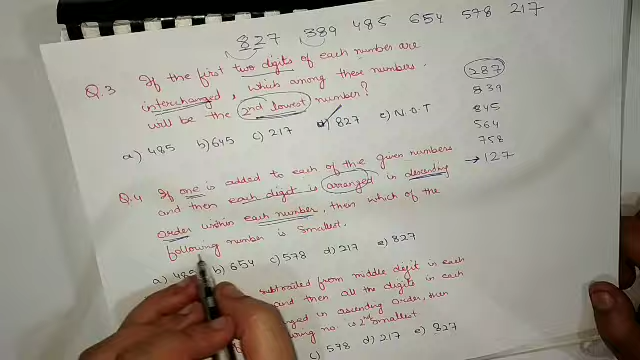 827 389 485 654 578 217
Q.3 If the first two digits of each number are
interchanged, which among these numbers
will be the 2nd lowest number?
a) 485 b) 645 c) 217 d) 827 e) N.O.T
287
839
845
564
758
→ 127
Q.4 If one is added to each of the given numbers
and then each digit is arranged in descending
order within each number, then which of the
following number is smallest.
a) 485 b) 654 c) 578 d) 217 e) 827
subtracted from middle digit in each
and then all the digits in each
in ascending order, then
no. is 2nd smallest
c) 578 d) 217 e) 827